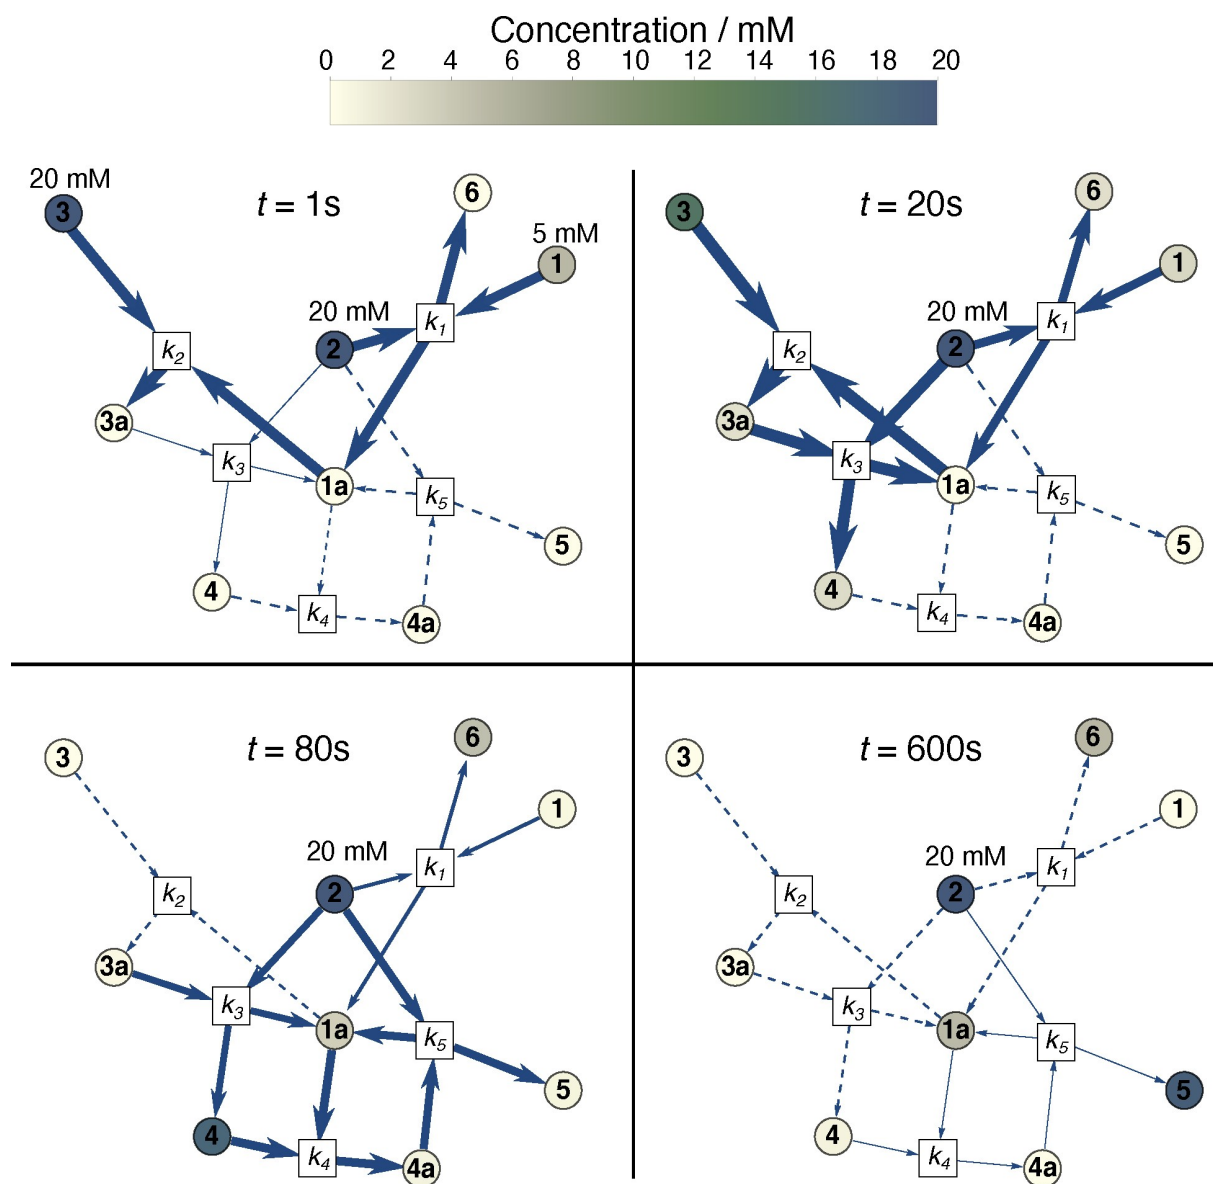 Concentration / mM
0 2 4 6 8 10 12 14 16 18 20
20 mM
t = 1s
6
3
5 mM
1
20 mM
k1
2
k2
3a
k3
1a
k5
5
4
k4
4a
t = 20s
6
3
1
20 mM
k1
2
k2
3a
k3
1a
k5
5
4
k4
4a
t = 80s
6
3
1
20 mM
k1
2
k2
3a
k3
1a
k5
5
4
k4
4a
t = 600s
6
3
1
20 mM
k1
2
k2
3a
k3
1a
k5
5
4
k4
4a